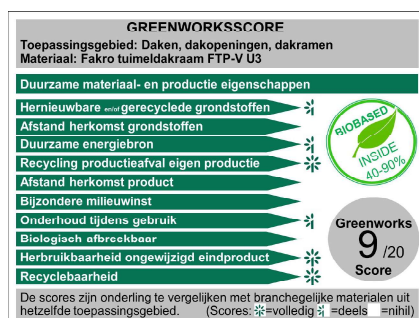 GREENWORKSSCORE
Toepassingsgebied: Daken, dakopeningen, dakramen
Materiaal: Fakro tuimeldakraam FTP-V U3
Duurzame materiaal- en productie eigenschappen
Hernieuwbare en/of gerecyclede grondstoffen
Afstand herkomst grondstoffen
Duurzame energiebron
Recycling productieafval eigen productie
Afstand herkomst product
Bijzondere milieuwinst
Onderhoud tijdens gebruik
Biologisch afbreekbaar
Herbruikbaarheid ongewijzigd eindproduct
Recyclebaarheid
BIOBASED
INSIDE
40-90%
Greenworks
9 /20
Score
De scores zijn onderling te vergelijken met branchegelijke materialen uit
hetzelfde toepassingsgebied. (Scores: =volledig =deels =nihil)